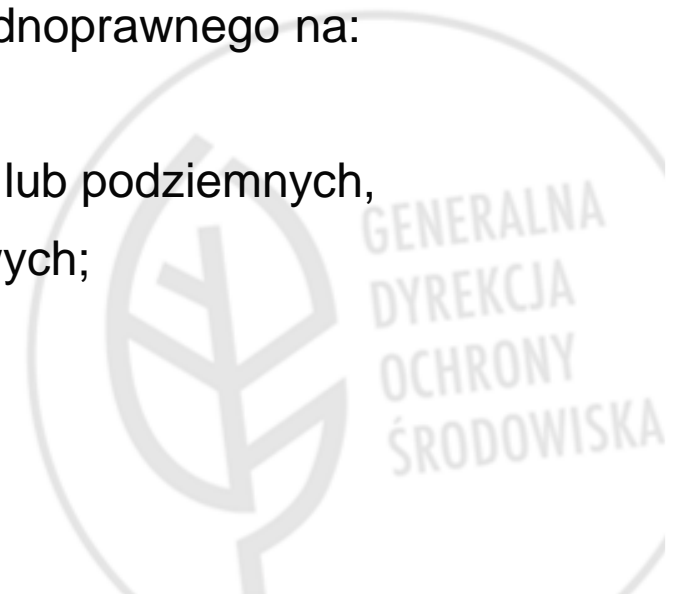 dnoprawnego na:
lub podziemnych,
ych;
GENERALNA
DYREKCJA
OCHRONY
ŚRODOWISKA